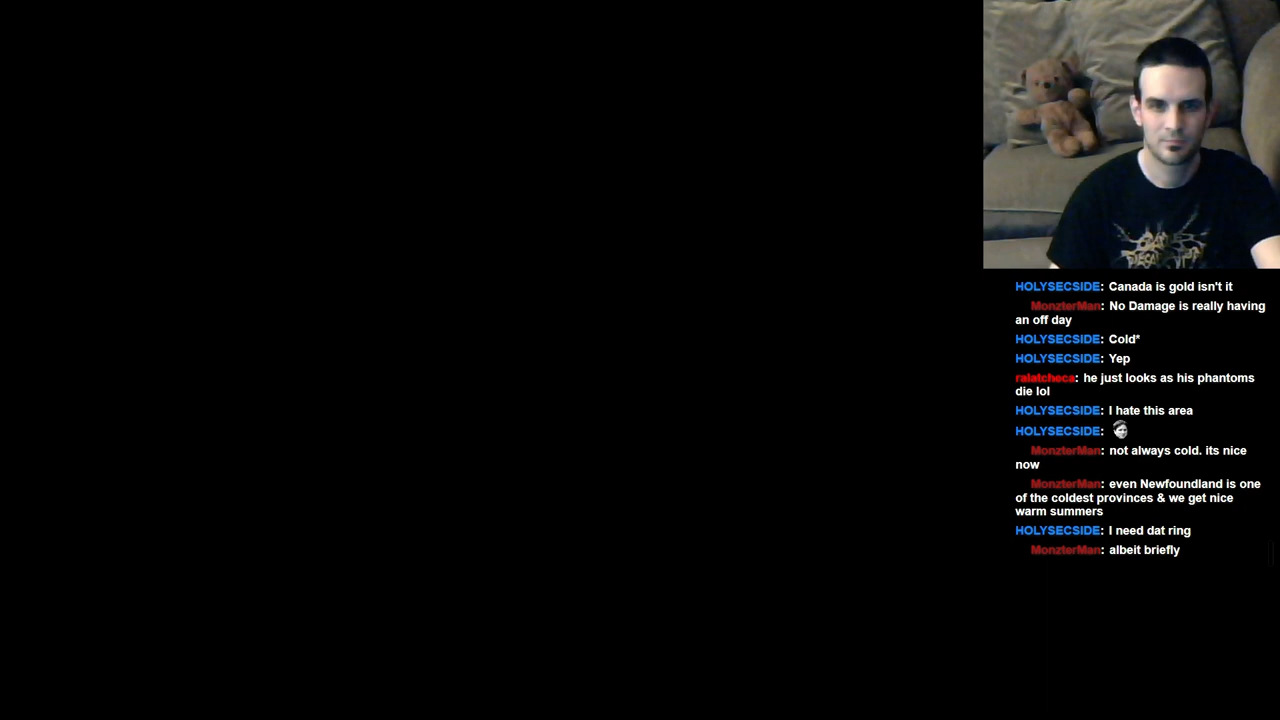 HOLYSECSIDE: Canada is gold isn't it
MonzterMan: No Damage is really having
an off day
HOLYSECSIDE: Cold*
HOLYSECSIDE: Yep
ralatcheca: he just looks as his phantoms
die lol
HOLYSECSIDE: I hate this area
HOLYSECSIDE:
MonzterMan: not always cold. its nice
now
MonzterMan: even Newfoundland is one
of the coldest provinces & we get nice
warm summers
HOLYSECSIDE: I need dat ring
MonzterMan: albeit briefly